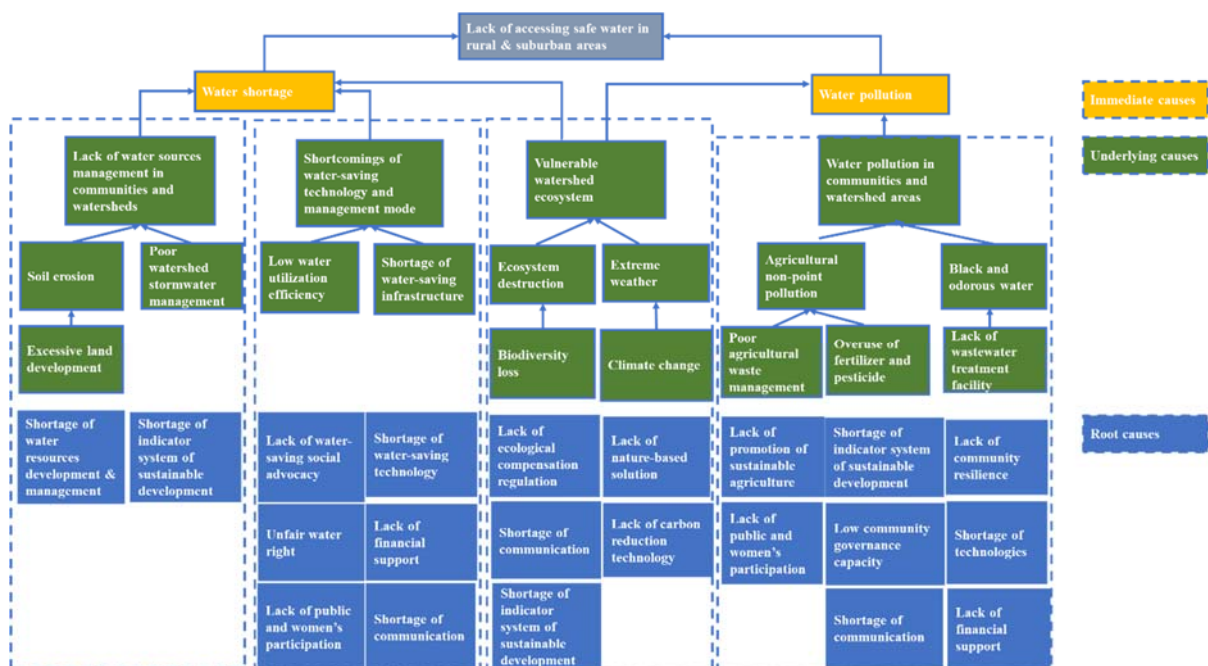 Lack of accessing safe water in
rural & suburban areas
Water shortage
Water pollution
Immediate causes
Underlying causes
Root causes
Lack of water sources
management in
communities and
watersheds
Soil erosion
Poor
watershed
stormwater
management
Excessive land
development
Shortage of
water
resources
development &
management
Shortage of
indicator
system of
sustainable
development
Shortcomings of
water-saving
technology and
management mode
Low water
utilization
efficiency
Shortage of
water-saving
infrastructure
Lack of water-
saving social
advocacy
Shortage of
water-saving
technology
Unfair water
right
Lack of
financial
support
Lack of public
and women's
participation
Shortage of
communication
Vulnerable
watershed
ecosystem
Ecosystem
destruction
Extreme
weather
Biodiversity
loss
Climate change
Lack of
ecological
compensation
regulation
Lack of
nature-based
solution
Shortage of
communication
Lack of carbon
reduction
technology
Shortage of
indicator
system of
sustainable
development
Water pollution in
communities and
watershed areas
Agricultural
non-point
pollution
Black and
odorous water
Poor
agricultural
waste
management
Overuse of
fertilizer and
pesticide
Lack of
wastewater
treatment
facility
Lack of
promotion of
sustainable
agriculture
Shortage of
indicator system
of sustainable
development
Lack of
community
resilience
Lack of
public and
women's
participation
Low community
governance
capacity
Shortage of
technologies
Shortage of
communication
Lack of
financial
support